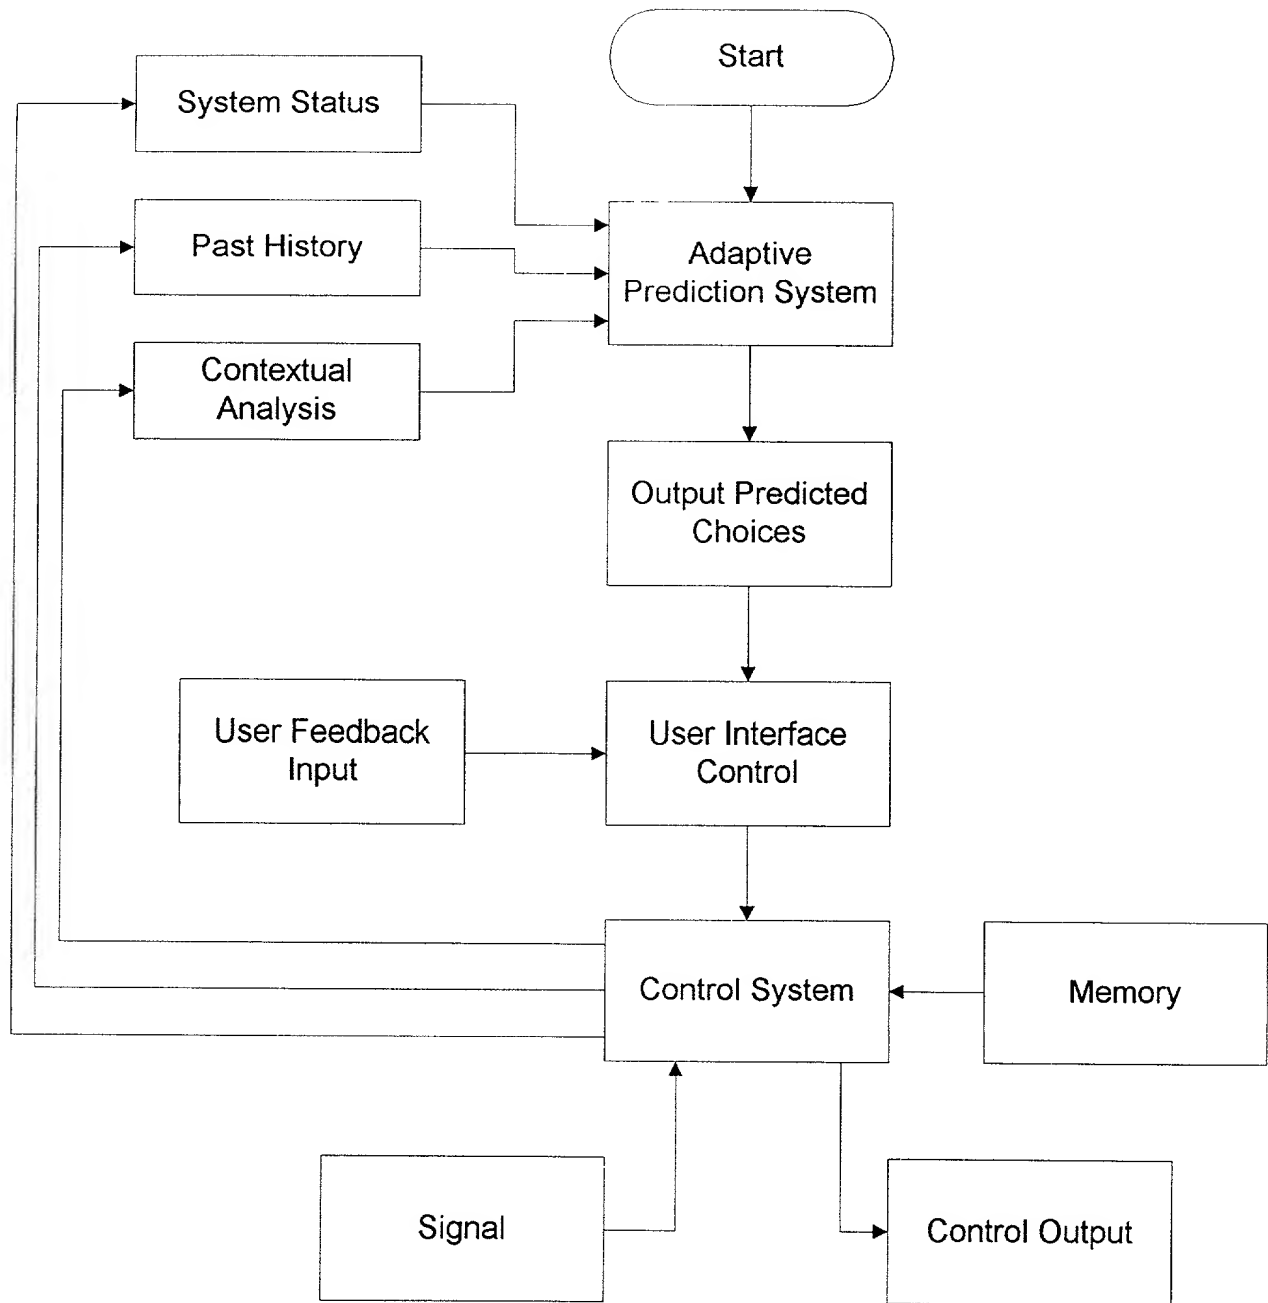 Start
System Status
Past History
Adaptive
Prediction System
Contextual
Analysis
Output Predicted
Choices
User Feedback
Input
User Interface
Control
Control System
Memory
Signal
Control Output